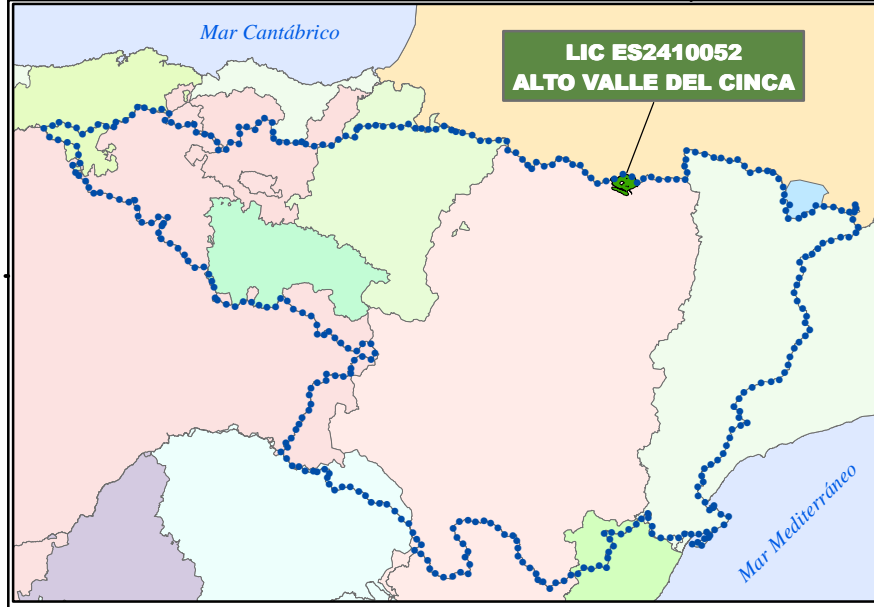 Mar Cantábrico
LIC ES2410052
ALTO VALLE DEL CINCA
Mar Mediterráneo